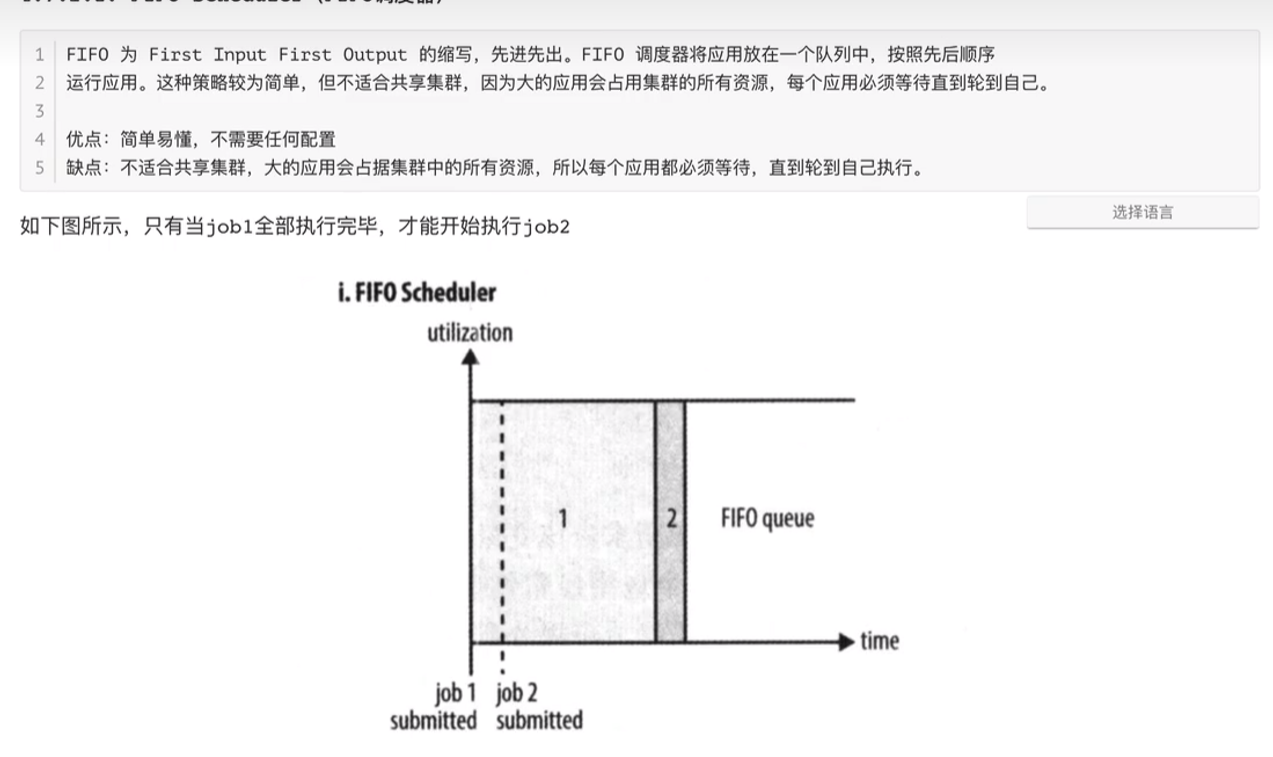 1 FIFO 为 First Input First Output 的缩写，先进先出。FIFO 调度器将应用放在一个队列中，按照先后顺序
2 运行应用。这种策略较为简单，但不适合共享集群，因为大的应用会占用集群的所有资源，每个应用必须等待直到轮到自己。
3
4 优点：简单易懂，不需要任何配置
5 缺点：不适合共享集群，大的应用会占据集群中的所有资源，所以每个应用都必须等待，直到轮到自己执行。
选择语言
如下图所示，只有当job1全部执行完毕，才能开始执行job2
i. FIFO Scheduler
utilization
1 2 FIFO queue
time
job 1 job 2
submitted submitted